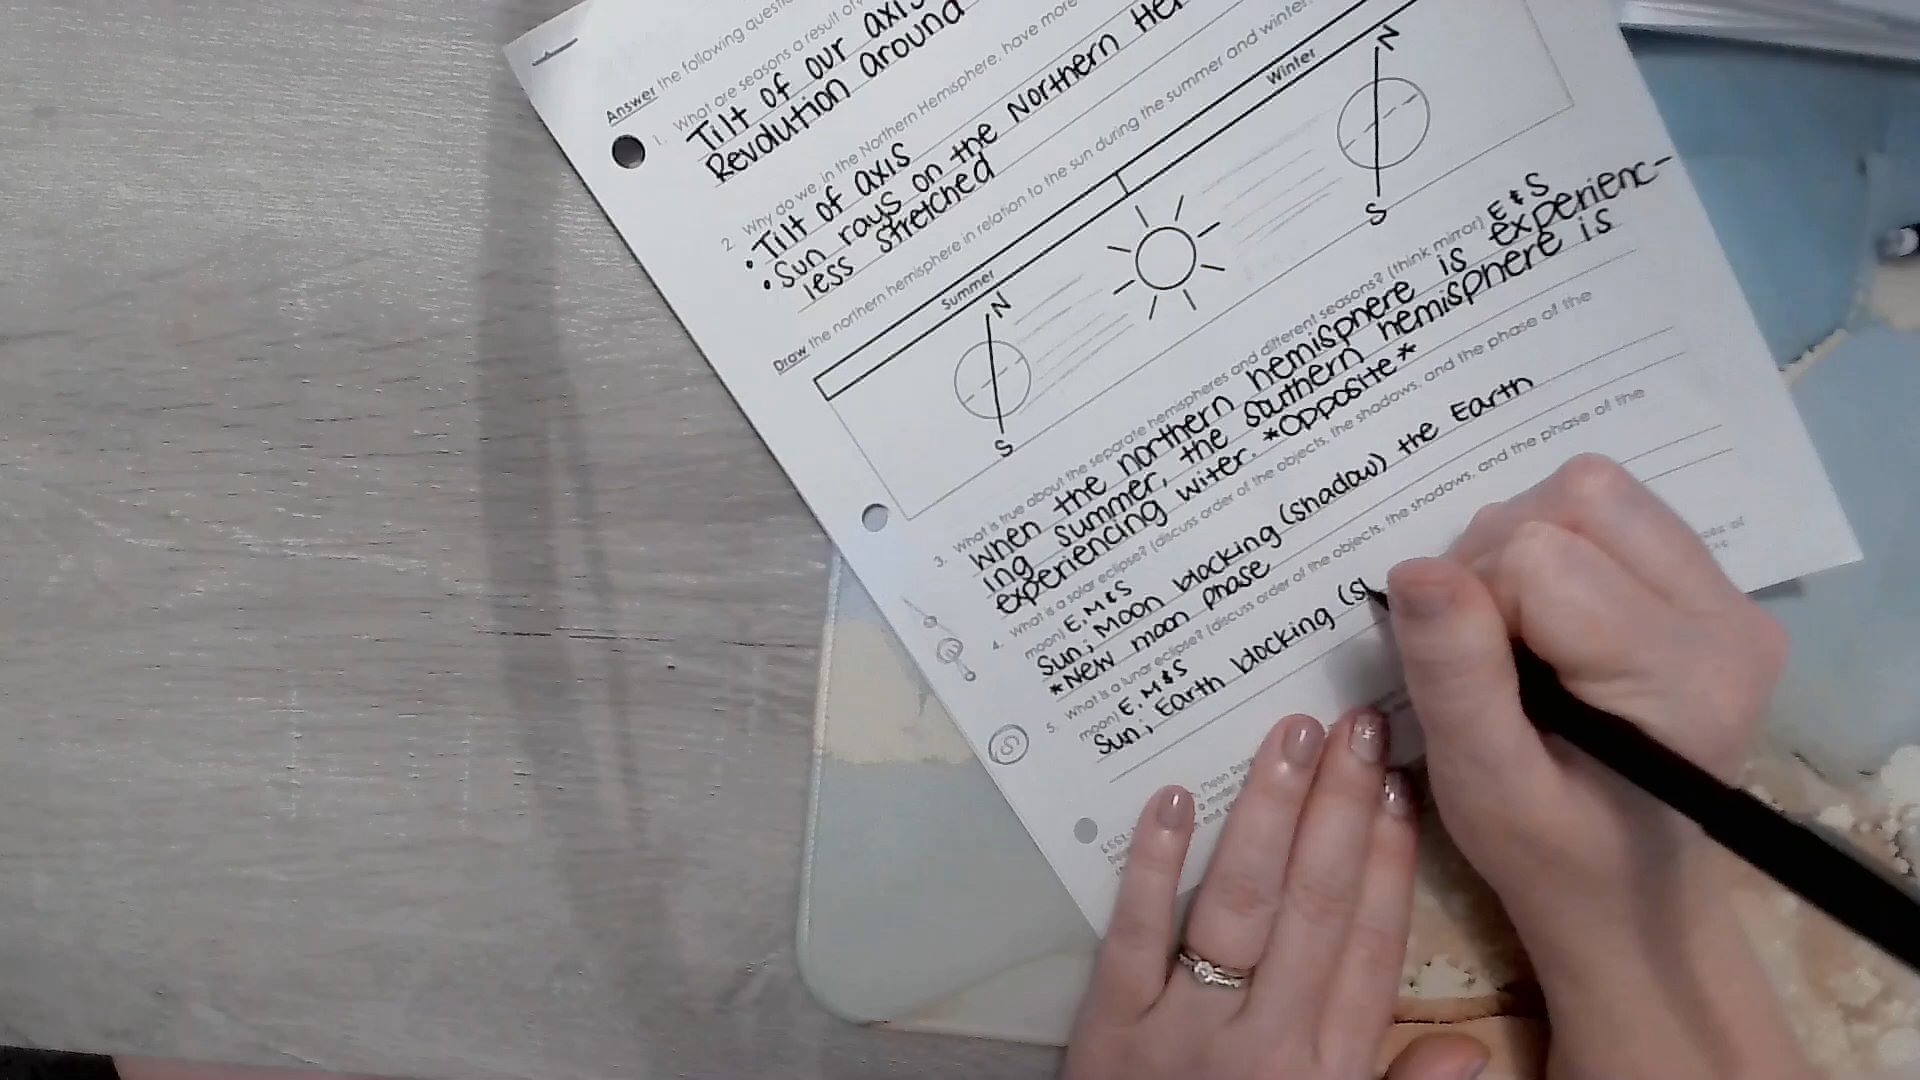 Answer the following questi
1. What are seasons a result of
Tilt of our axis
Revolution around
2. Why do we, in the Northern Hemisphere, have more
• Tilt of axis
• Sun rays on the Northern He
less stretched
Draw the northern hemisphere in relation to the sun during the summer and winter.
Summer
Winter
N
S
N
S
3. What is true about the separate hemispheres and different seasons? (think mirror) E & S
When the northern hemisphere is experienc-
ing summer, the southern hemisphere is
experiencing witer. *Opposite*
4. What is a solar eclipse? (discuss order of the objects, the shadows, and the phase of the
moon) E, M & S
Sun; Moon blocking (shadow) the Earth
*New moon phase
5. What is a lunar eclipse? (discuss order of the objects, the shadows, and the phase of the
moon) E, M & S
Sun; Earth blocking (s